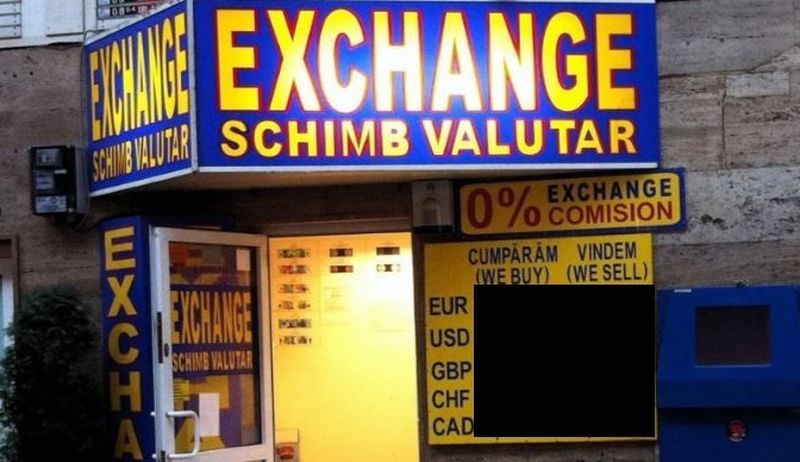 EXCHANGE
SCHIMB VALUTAR
EXCHANGE
SCHIMB VALUTAR
0% EXCHANGE
COMISION
CUMPĂRĂM VINDEM
(WE BUY) (WE SELL)
EUR
USD
GBP
CHF
CAD
EXCHA
EXCHANGE
SCHIMB VALUTAR